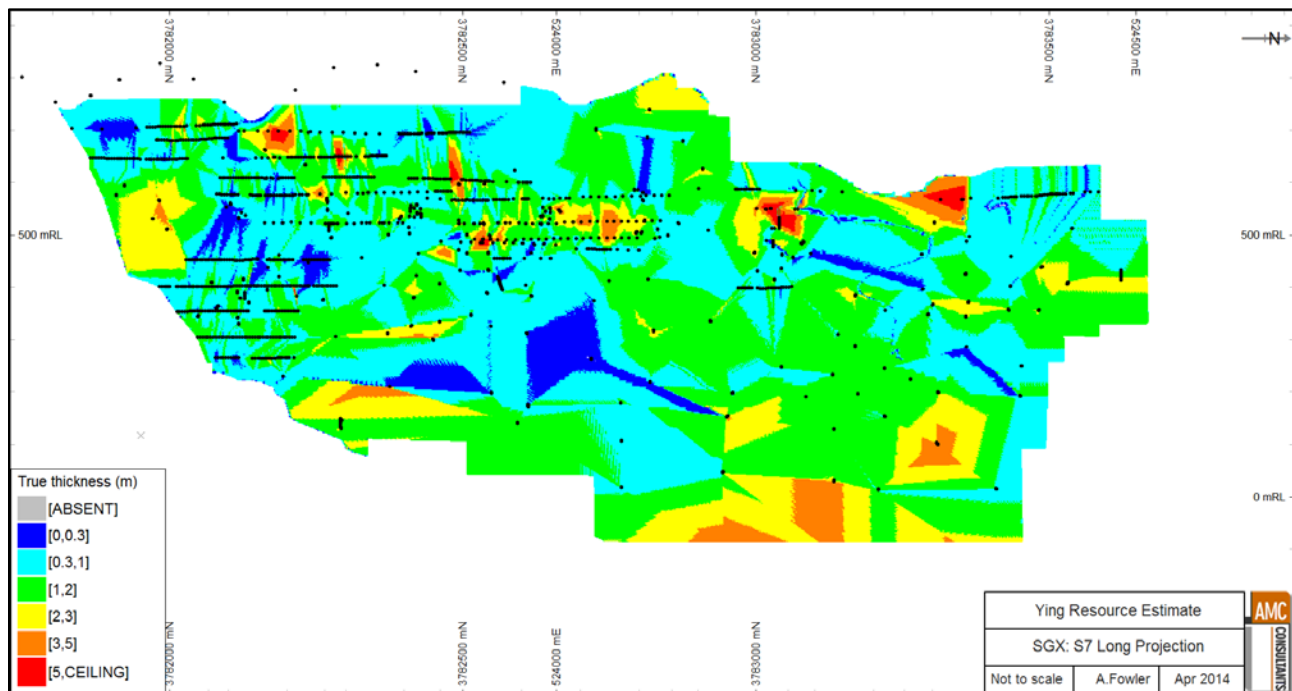 3782000 mN
3782500 mN
524000 mE
3783000 mN
3783500 mN
524500 mE
N
500 mRL
500 mRL
0 mRL
True thickness (m)
[ABSENT]
[0,0.3]
[0.3,1]
[1,2]
[2,3]
[3,5]
[5,CEILING]
3782000 mN
3782500 mN
524000 mE
3783000 mN
Ying Resource Estimate
SGX: S7 Long Projection
Not to scale
A.Fowler
Apr 2014
AMC
CONSULTANTS